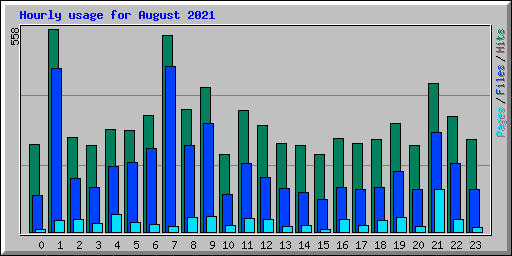 Hourly usage for August 2021
558
Pages/Files/Hits
0 1 2 3 4 5 6 7 8 9 10 11 12 13 14 15 16 17 18 19 20 21 22 23